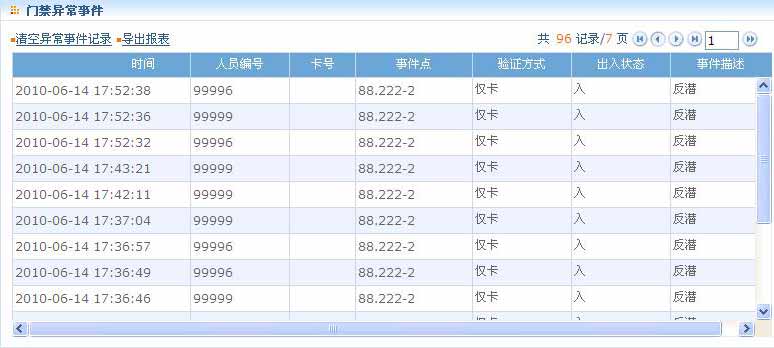 门禁异常事件
清空异常事件记录 导出报表 共 96 记录/7 页 1
时间 人员编号 卡号 事件点 验证方式 出入状态 事件描述
2010-06-14 17:52:38 99996 88.222-2 仅卡 入 反潜
2010-06-14 17:52:36 99999 88.222-2 仅卡 入 反潜
2010-06-14 17:52:32 99996 88.222-2 仅卡 入 反潜
2010-06-14 17:43:21 99999 88.222-2 仅卡 入 反潜
2010-06-14 17:42:11 99999 88.222-2 仅卡 入 反潜
2010-06-14 17:37:04 99999 88.222-2 仅卡 入 反潜
2010-06-14 17:36:57 99996 88.222-2 仅卡 入 反潜
2010-06-14 17:36:49 99996 88.222-2 仅卡 入 反潜
2010-06-14 17:36:46 99999 88.222-2 仅卡 入 反潜